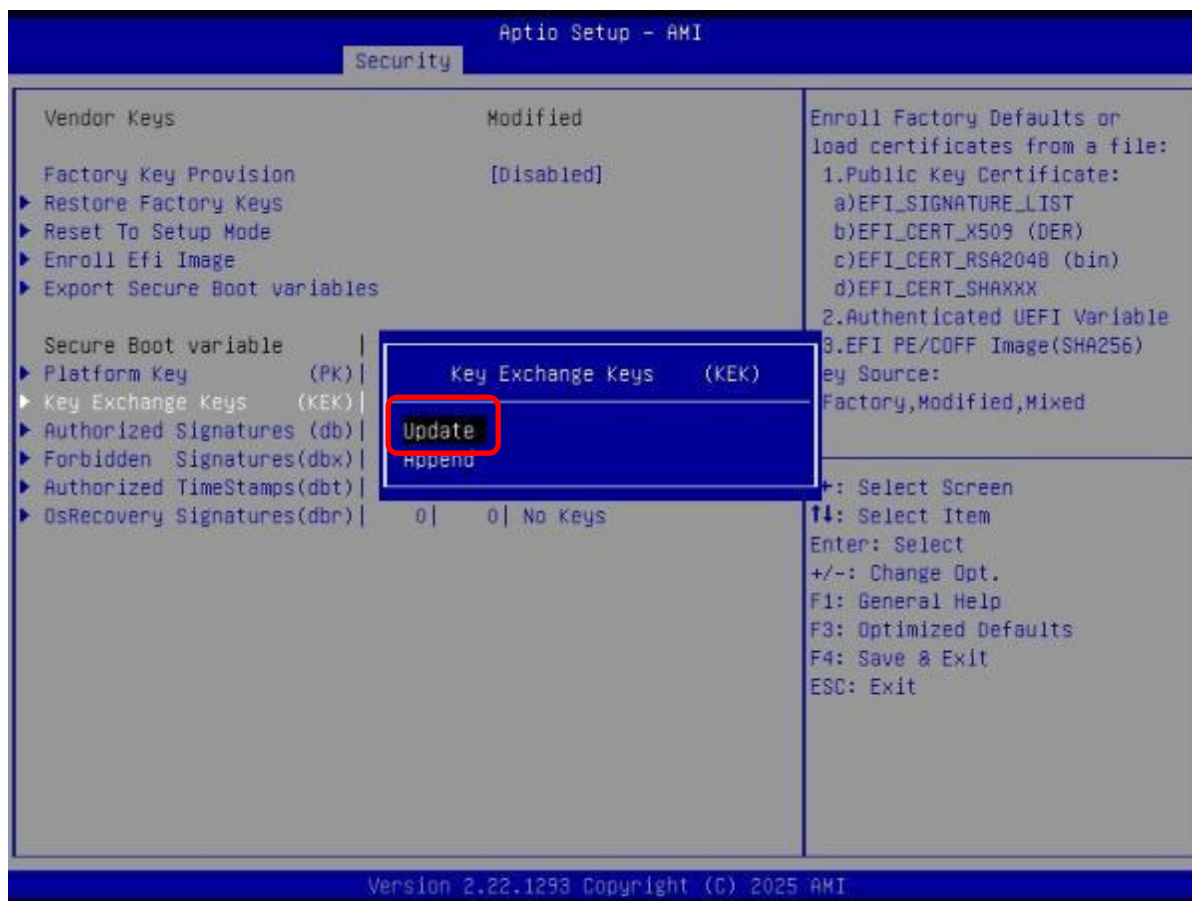 Aptio Setup - AMI
Security
Vendor Keys Modified
Factory Key Provision [Disabled]
Restore Factory Keys
Reset To Setup Mode
Enroll Efi Image
Export Secure Boot variables
Secure Boot variable |
Platform Key (PK)|
Key Exchange Keys (KEK)|
Authorized Signatures (db)|
Forbidden Signatures(dbx)|
Authorized TimeStamps(dbt)|
OsRecovery Signatures(dbr)| 0| 0| No Keys
Key Exchange Keys (KEK)
Update
Append
Enroll Factory Defaults or
load certificates from a file:
1.Public Key Certificate:
a)EFI_SIGNATURE_LIST
b)EFI_CERT_X509 (DER)
c)EFI_CERT_RSA2048 (bin)
d)EFI_CERT_SHAXXX
2.Authenticated UEFI Variable
3.EFI PE/COFF Image(SHA256)
ey Source:
Factory,Modified,Mixed
: Select Screen
↑↓: Select Item
Enter: Select
+/-: Change Opt.
F1: General Help
F3: Optimized Defaults
F4: Save & Exit
ESC: Exit
Version 2.22.1293 Copyright (C) 2025 AMI